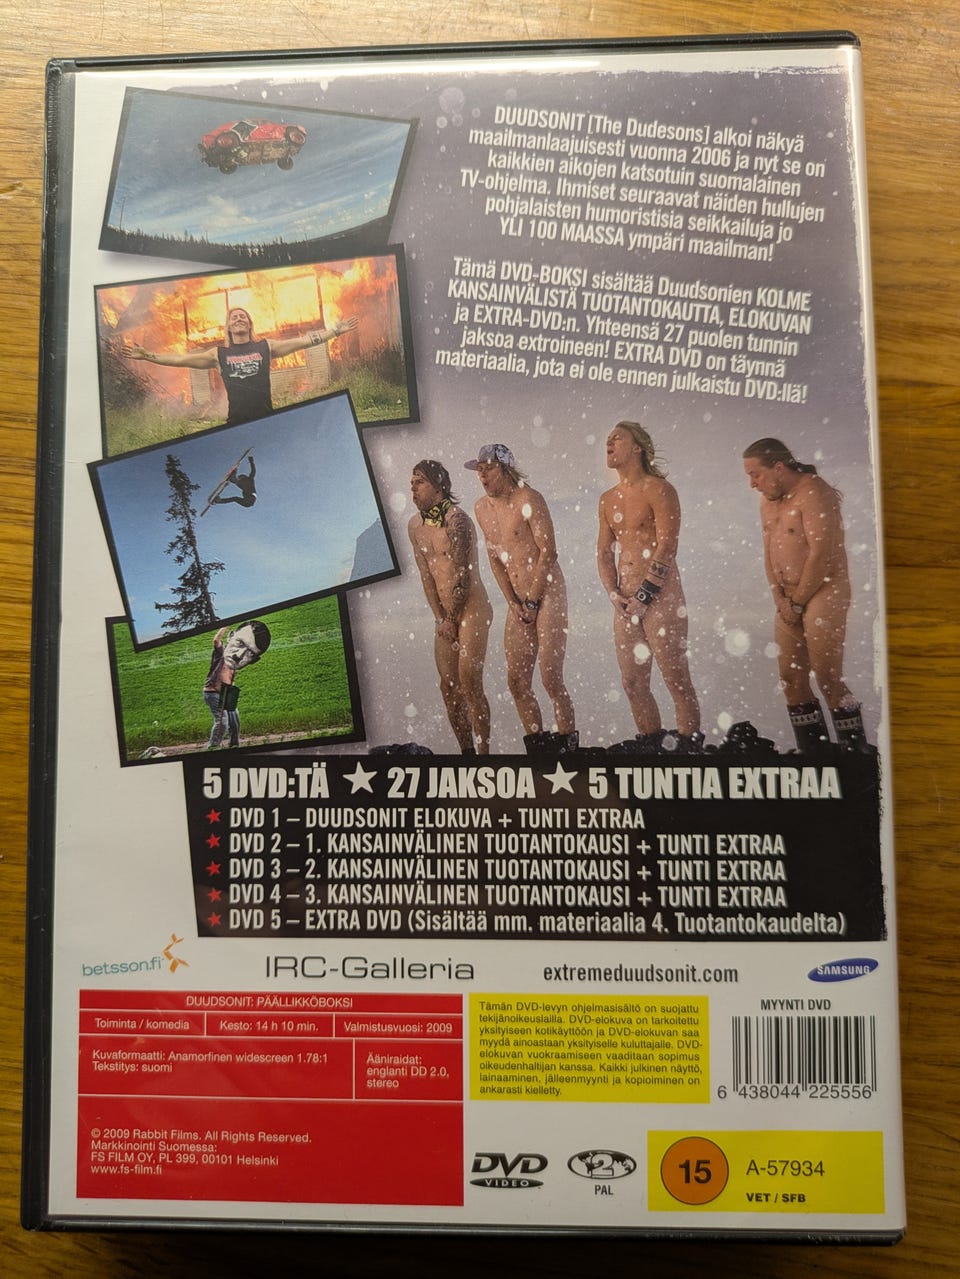 DUUDSONIT [The Dudesons] alkoi näkyä
maailmanlaajuisesti vuonna 2006 ja nyt se on
kaikkien aikojen katsotuin suomalainen
TV-ohjelma. Ihmiset seuraavat näiden hullujen
pohjalaisten humoristisia seikkailuja jo
YLI 100 MAASSA ympäri maailman!
Tämä DVD-BOKSI sisältää Duudsonien KOLME
KANSAINVÄLISTÄ TUOTANTOKAUTTA, ELOKUVAN
ja EXTRA-DVD:n. Yhteensä 27 puolen tunnin
jaksoa extroineen! EXTRA DVD on täynnä
materiaalia, jota ei ole ennen julkaistu DVD:llä!
5 DVD:TÄ ★ 27 JAKSOA ★ 5 TUNTIA EXTRAA
★ DVD 1 – DUUDSONIT ELOKUVA + TUNTI EXTRAA
★ DVD 2 – 1. KANSAINVÄLINEN TUOTANTOKAUSI + TUNTI EXTRAA
★ DVD 3 – 2. KANSAINVÄLINEN TUOTANTOKAUSI + TUNTI EXTRAA
★ DVD 4 – 3. KANSAINVÄLINEN TUOTANTOKAUSI + TUNTI EXTRAA
★ DVD 5 – EXTRA DVD (Sisältää mm. materiaalia 4. Tuotantokaudelta)
betsson.fi IRC-Galleria extremeduudsonit.com SAMSUNG
DUUDSONIT: PÄÄLLIKKÖBOKSI
Toiminta / komedia Kesto: 14 h 10 min. Valmistusvuosi: 2009
Kuvaformaatti: Anamorfinen widescreen 1.78:1
Tekstitys: suomi
Ääniraidat:
englanti DD 2.0,
stereo
© 2009 Rabbit Films. All Rights Reserved.
Markkinointi Suomessa:
FS FILM OY, PL 399, 00101 Helsinki
www.fs-film.fi
Tämän DVD-levyn ohjelmasisältö on suojattu
tekijänoikeuslailla. DVD-elokuva on tarkoitettu
yksityiseen kotikäyttöön ja DVD-elokuvan saa
myydä ainoastaan yksityiselle kuluttajalle. DVD-
elokuvan vuokraamiseen vaaditaan sopimus
oikeudenhaltijan kanssa. Kaikki julkinen näyttö,
lainaaminen, jälleenmyynti ja kopioiminen on
ankarasti kielletty.
MYYNTI DVD
6 438044 225556
DVD
VIDEO
2
PAL
15
A-57934
VET / SFB